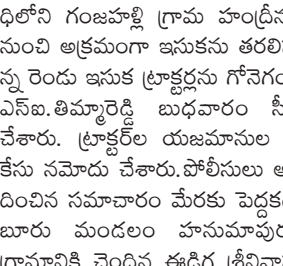 ధిలోని గంజహళ్లి గ్రామ హంద్రీన
నుంచి అక్రమంగా ఇసుకను తరలి
న్న రెండు ఇసుక ట్రాక్టర్లను గోనెగం
ఎస్ఐ.తిమ్మారెడ్డి బుధవారం సీ
చేశారు. ట్రాక్టర్‌ల యజమానుల
కేసు నమోదు చేశారు.పోలీసులు అ
దించిన సమాచారం మేరకు పెద్దక
బూరు మండలం హనుమాపుర
గ్రామానికి చెందిన ఈడిగ శ్రీనివా